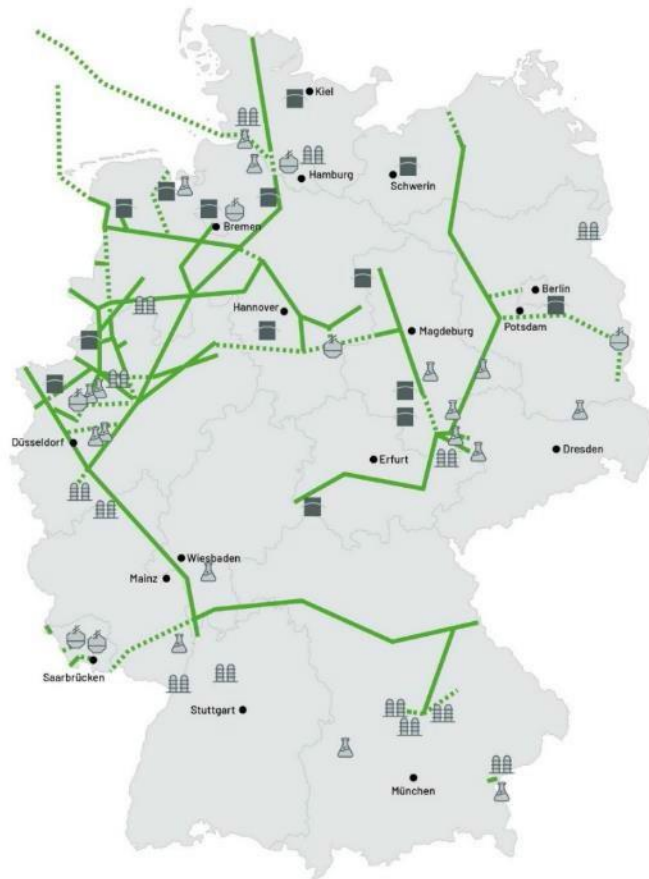 Kiel
Hamburg
Schwerin
Bremen
Berlin
Hannover
Magdeburg
Potsdam
Düsseldorf
Erfurt
Dresden
Wiesbaden
Mainz
Saarbrücken
Stuttgart
München